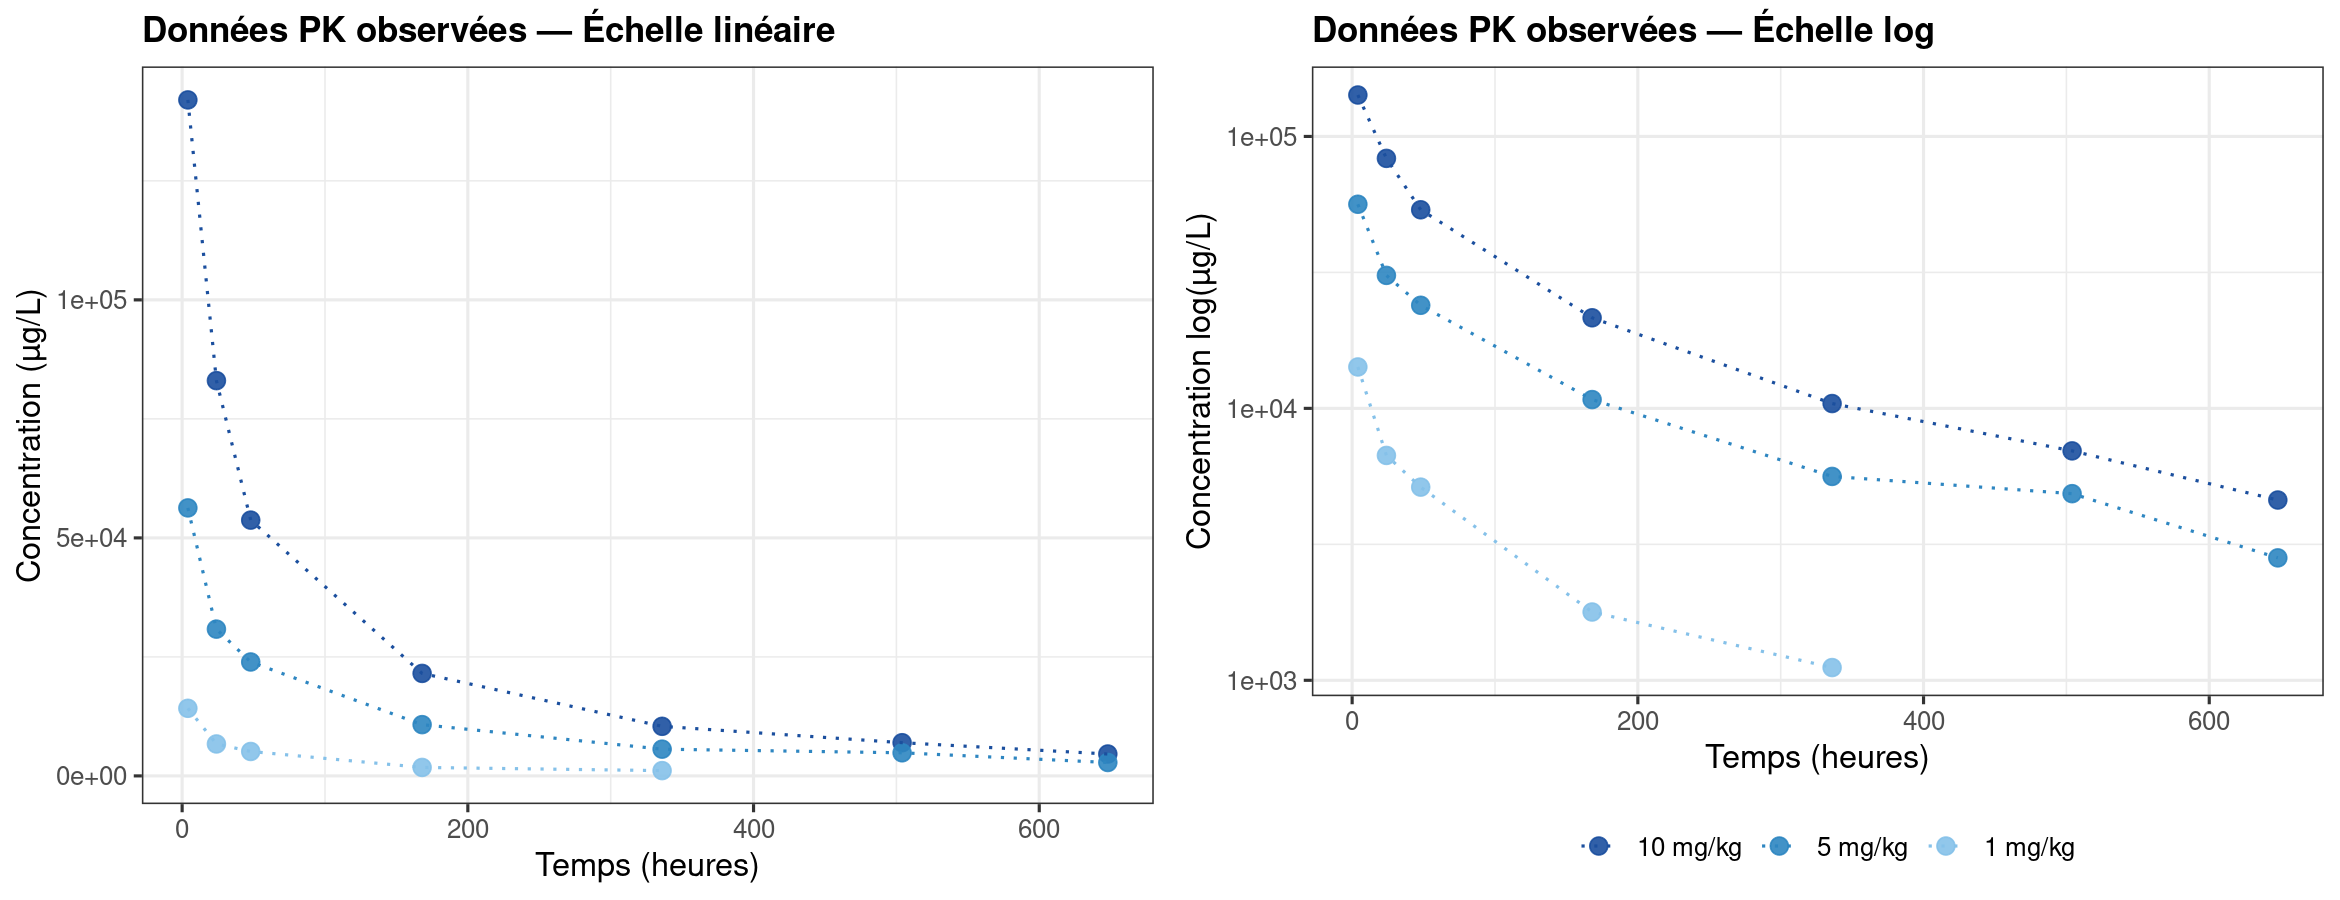 Données PK observées — Échelle linéaire
Concentration (µg/L)
1e+05
5e+04
0e+00
0 200 400 600
Temps (heures)
Données PK observées — Échelle log
Concentration log(µg/L)
1e+05
1e+04
1e+03
0 200 400 600
Temps (heures)
10 mg/kg 5 mg/kg 1 mg/kg